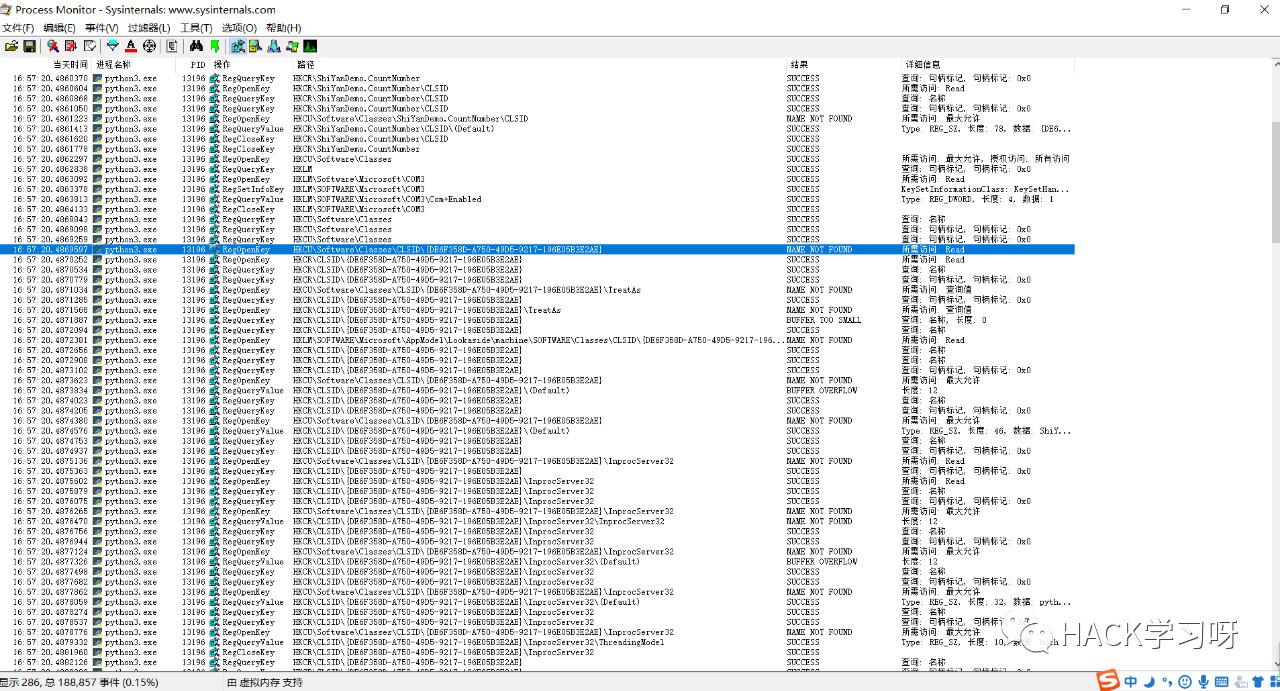 Process Monitor - Sysinternals: www.sysinternals.com
文件(F) 编辑(E) 事件(V) 过滤器(L) 工具(T) 选项(O) 帮助(H)
当天时间 进程名称 PID 操作 路径 结果 详细信息
16:57:20.4860370 python3.exe 13196 RegQueryKey HKCR\ShiYanDemo.CountNumber SUCCESS 查询: 句柄标记, 句柄标记: 0x0
16:57:20.4860604 python3.exe 13196 RegOpenKey HKCR\ShiYanDemo.CountNumber\CLSID SUCCESS 所需访问: Read
16:57:20.4860868 python3.exe 13196 RegQueryKey HKCR\ShiYanDemo.CountNumber\CLSID SUCCESS 查询: 名称
16:57:20.4861050 python3.exe 13196 RegQueryKey HKCR\ShiYanDemo.CountNumber\CLSID SUCCESS 查询: 句柄标记, 句柄标记: 0x0
16:57:20.4861223 python3.exe 13196 RegOpenKey HKCU\Software\Classes\ShiYanDemo.CountNumber\CLSID NAME NOT FOUND 所需访问: 最大允许
16:57:20.4861413 python3.exe 13196 RegQueryValue HKCR\ShiYanDemo.CountNumber\CLSID\(Default) SUCCESS Type: REG_SZ, 长度: 78, 数据: {DE6...
16:57:20.4861620 python3.exe 13196 RegCloseKey HKCR\ShiYanDemo.CountNumber\CLSID SUCCESS
16:57:20.4861778 python3.exe 13196 RegCloseKey HKCR\ShiYanDemo.CountNumber SUCCESS
16:57:20.4862297 python3.exe 13196 RegOpenKey HKCU\Software\Classes SUCCESS 所需访问: 最大允许, 授权访问: 所有访问
16:57:20.4862838 python3.exe 13196 RegQueryKey HKLM SUCCESS 查询: 句柄标记, 句柄标记: 0x0
16:57:20.4863092 python3.exe 13196 RegOpenKey HKLM\SOFTWARE\Microsoft\COM3 SUCCESS 所需访问: Read
16:57:20.4863378 python3.exe 13196 RegSetInfoKey HKLM\SOFTWARE\Microsoft\COM3 SUCCESS KeySetInformationClass: KeySetHan...
16:57:20.4863813 python3.exe 13196 RegQueryValue HKLM\SOFTWARE\Microsoft\COM3\Com+Enabled SUCCESS Type: REG_DWORD, 长度: 4, 数据: 1
16:57:20.4864133 python3.exe 13196 RegCloseKey HKLM\SOFTWARE\Microsoft\COM3 SUCCESS
16:57:20.4868843 python3.exe 13196 RegQueryKey HKCU\Software\Classes SUCCESS 查询: 名称
16:57:20.4869098 python3.exe 13196 RegQueryKey HKCU\Software\Classes SUCCESS 查询: 句柄标记, 句柄标记: 0x0
16:57:20.4869259 python3.exe 13196 RegQueryKey HKCU\Software\Classes SUCCESS 查询: 句柄标记, 句柄标记: 0x0
16:57:20.4869597 python3.exe 13196 RegOpenKey HKCU\Software\Classes\CLSID\{DE6F358D-A750-49D5-9217-196E05B3E2AE} NAME NOT FOUND 所需访问: Read
16:57:20.4870252 python3.exe 13196 RegOpenKey HKCR\CLSID\{DE6F358D-A750-49D5-9217-196E05B3E2AE} SUCCESS 所需访问: Read
16:57:20.4870534 python3.exe 13196 RegQueryKey HKCR\CLSID\{DE6F358D-A750-49D5-9217-196E05B3E2AE} SUCCESS 查询: 名称
16:57:20.4870779 python3.exe 13196 RegQueryKey HKCR\CLSID\{DE6F358D-A750-49D5-9217-196E05B3E2AE} SUCCESS 查询: 句柄标记, 句柄标记: 0x0
16:57:20.4871034 python3.exe 13196 RegOpenKey HKCU\Software\Classes\CLSID\{DE6F358D-A750-49D5-9217-196E05B3E2AE}\TreatAs NAME NOT FOUND 所需访问: 查询值
16:57:20.4871285 python3.exe 13196 RegQueryKey HKCR\CLSID\{DE6F358D-A750-49D5-9217-196E05B3E2AE} SUCCESS 查询: 句柄标记, 句柄标记: 0x0
16:57:20.4871568 python3.exe 13196 RegOpenKey HKCR\CLSID\{DE6F358D-A750-49D5-9217-196E05B3E2AE}\TreatAs NAME NOT FOUND 所需访问: 查询值
16:57:20.4871887 python3.exe 13196 RegQueryKey HKCR\CLSID\{DE6F358D-A750-49D5-9217-196E05B3E2AE} BUFFER TOO SMALL 查询: 名称, 长度: 0
16:57:20.4872094 python3.exe 13196 RegQueryKey HKCR\CLSID\{DE6F358D-A750-49D5-9217-196E05B3E2AE} SUCCESS 查询: 名称
16:57:20.4872381 python3.exe 13196 RegOpenKey HKLM\SOFTWARE\Microsoft\AppModel\Lookaside\machine\SOFTWARE\Classes\CLSID\{DE6F358D-A750-49D5-9217-196... NAME NOT FOUND 所需访问: Read
16:57:20.4872656 python3.exe 13196 RegQueryKey HKCR\CLSID\{DE6F358D-A750-49D5-9217-196E05B3E2AE} SUCCESS 查询: 名称
16:57:20.4872908 python3.exe 13196 RegQueryKey HKCR\CLSID\{DE6F358D-A750-49D5-9217-196E05B3E2AE} SUCCESS 查询: 名称
16:57:20.4873102 python3.exe 13196 RegQueryKey HKCR\CLSID\{DE6F358D-A750-49D5-9217-196E05B3E2AE} SUCCESS 查询: 句柄标记, 句柄标记: 0x0
16:57:20.4873623 python3.exe 13196 RegOpenKey HKCU\Software\Classes\CLSID\{DE6F358D-A750-49D5-9217-196E05B3E2AE} NAME NOT FOUND 所需访问: 最大允许
16:57:20.4873834 python3.exe 13196 RegQueryValue HKCR\CLSID\{DE6F358D-A750-49D5-9217-196E05B3E2AE}\(Default) BUFFER OVERFLOW 长度: 12
16:57:20.4874023 python3.exe 13196 RegQueryKey HKCR\CLSID\{DE6F358D-A750-49D5-9217-196E05B3E2AE} SUCCESS 查询: 名称
16:57:20.4874205 python3.exe 13196 RegQueryKey HKCR\CLSID\{DE6F358D-A750-49D5-9217-196E05B3E2AE} SUCCESS 查询: 句柄标记, 句柄标记: 0x0
16:57:20.4874380 python3.exe 13196 RegOpenKey HKCU\Software\Classes\CLSID\{DE6F358D-A750-49D5-9217-196E05B3E2AE} NAME NOT FOUND 所需访问: 最大允许
16:57:20.4874576 python3.exe 13196 RegQueryValue HKCR\CLSID\{DE6F358D-A750-49D5-9217-196E05B3E2AE}\(Default) SUCCESS Type: REG_SZ, 长度: 46, 数据: ShiY...
16:57:20.4874753 python3.exe 13196 RegQueryKey HKCR\CLSID\{DE6F358D-A750-49D5-9217-196E05B3E2AE} SUCCESS 查询: 名称
16:57:20.4874937 python3.exe 13196 RegQueryKey HKCR\CLSID\{DE6F358D-A750-49D5-9217-196E05B3E2AE} SUCCESS 查询: 句柄标记, 句柄标记: 0x0
16:57:20.4875136 python3.exe 13196 RegOpenKey HKCU\Software\Classes\CLSID\{DE6F358D-A750-49D5-9217-196E05B3E2AE}\InprocServer32 NAME NOT FOUND 所需访问: Read
16:57:20.4875363 python3.exe 13196 RegQueryKey HKCR\CLSID\{DE6F358D-A750-49D5-9217-196E05B3E2AE} SUCCESS 查询: 句柄标记, 句柄标记: 0x0
16:57:20.4875602 python3.exe 13196 RegOpenKey HKCR\CLSID\{DE6F358D-A750-49D5-9217-196E05B3E2AE}\InprocServer32 SUCCESS 所需访问: Read
16:57:20.4875879 python3.exe 13196 RegQueryKey HKCR\CLSID\{DE6F358D-A750-49D5-9217-196E05B3E2AE}\InprocServer32 SUCCESS 查询: 名称
16:57:20.4876075 python3.exe 13196 RegQueryKey HKCR\CLSID\{DE6F358D-A750-49D5-9217-196E05B3E2AE}\InprocServer32 SUCCESS 查询: 句柄标记, 句柄标记: 0x0
16:57:20.4876265 python3.exe 13196 RegOpenKey HKCU\Software\Classes\CLSID\{DE6F358D-A750-49D5-9217-196E05B3E2AE}\InprocServer32 NAME NOT FOUND 所需访问: 最大允许
16:57:20.4876470 python3.exe 13196 RegQueryValue HKCR\CLSID\{DE6F358D-A750-49D5-9217-196E05B3E2AE}\InprocServer32\InprocServer32 NAME NOT FOUND 长度: 12
16:57:20.4876756 python3.exe 13196 RegQueryKey HKCR\CLSID\{DE6F358D-A750-49D5-9217-196E05B3E2AE}\InprocServer32 SUCCESS 查询: 名称
16:57:20.4876944 python3.exe 13196 RegQueryKey HKCR\CLSID\{DE6F358D-A750-49D5-9217-196E05B3E2AE}\InprocServer32 SUCCESS 查询: 句柄标记, 句柄标记: 0x0
16:57:20.4877124 python3.exe 13196 RegOpenKey HKCU\Software\Classes\CLSID\{DE6F358D-A750-49D5-9217-196E05B3E2AE}\InprocServer32 NAME NOT FOUND 所需访问: 最大允许
16:57:20.4877326 python3.exe 13196 RegQueryValue HKCR\CLSID\{DE6F358D-A750-49D5-9217-196E05B3E2AE}\InprocServer32\(Default) BUFFER OVERFLOW 长度: 12
16:57:20.4877499 python3.exe 13196 RegQueryKey HKCR\CLSID\{DE6F358D-A750-49D5-9217-196E05B3E2AE}\InprocServer32 SUCCESS 查询: 名称
16:57:20.4877682 python3.exe 13196 RegQueryKey HKCR\CLSID\{DE6F358D-A750-49D5-9217-196E05B3E2AE}\InprocServer32 SUCCESS 查询: 句柄标记, 句柄标记: 0x0
16:57:20.4877862 python3.exe 13196 RegOpenKey HKCU\Software\Classes\CLSID\{DE6F358D-A750-49D5-9217-196E05B3E2AE}\InprocServer32 NAME NOT FOUND 所需访问: 最大允许
16:57:20.4878059 python3.exe 13196 RegQueryValue HKCR\CLSID\{DE6F358D-A750-49D5-9217-196E05B3E2AE}\InprocServer32\(Default) SUCCESS Type: REG_SZ, 长度: 32, 数据: pyth...
16:57:20.4878274 python3.exe 13196 RegQueryKey HKCR\CLSID\{DE6F358D-A750-49D5-9217-196E05B3E2AE}\InprocServer32 SUCCESS 查询: 名称
16:57:20.4878537 python3.exe 13196 RegQueryKey HKCR\CLSID\{DE6F358D-A750-49D5-9217-196E05B3E2AE}\InprocServer32 SUCCESS 查询: 句柄标记, 句柄标记: 0x0
16:57:20.4878776 python3.exe 13196 RegOpenKey HKCU\Software\Classes\CLSID\{DE6F358D-A750-49D5-9217-196E05B3E2AE}\InprocServer32 NAME NOT FOUND 所需访问: 最大允许
16:57:20.4879332 python3.exe 13196 RegQueryValue HKCR\CLSID\{DE6F358D-A750-49D5-9217-196E05B3E2AE}\InprocServer32\ThreadingModel SUCCESS Type: REG_SZ, 长度: 10,
16:57:20.4881960 python3.exe 13196 RegCloseKey HKCR\CLSID\{DE6F358D-A750-49D5-9217-196E05B3E2AE}\InprocServer32 SUCCESS
16:57:20.4882126 python3.exe 13196 RegQueryKey HKCR\CLSID\{DE6F358D-A750-49D5-9217-196E05B3E2AE} SUCCESS 查询: 名称
HACK学习呀
显示 286, 总 188,857 事件 (0.15%) 由 虚拟内存 支持
中